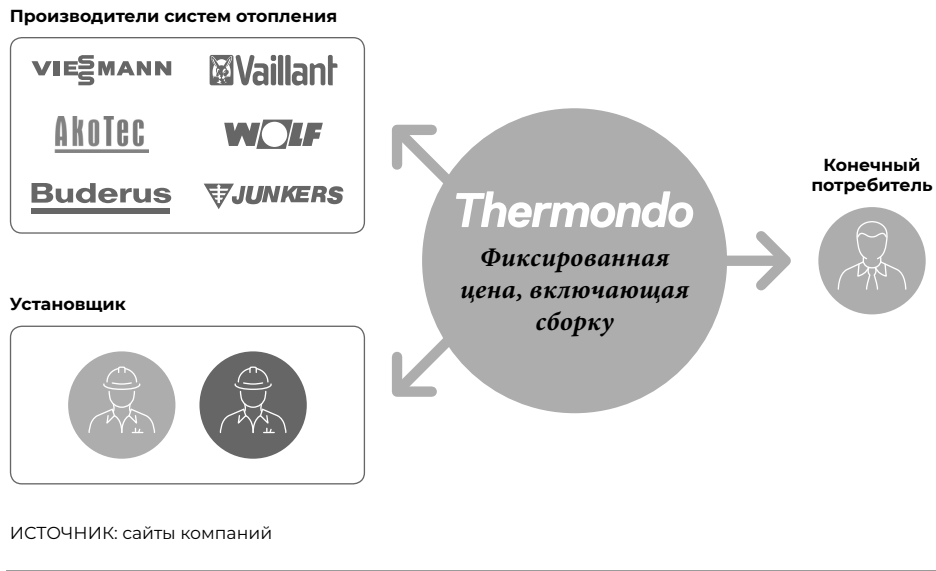 Производители систем отопления
VIESSMANN
Vaillant
AkoTec
WOLF
Buderus
JUNKERS
Thermondo
Фиксированная
цена, включающая
сборку
Конечный
потребитель
Установщик
ИСТОЧНИК: сайты компаний